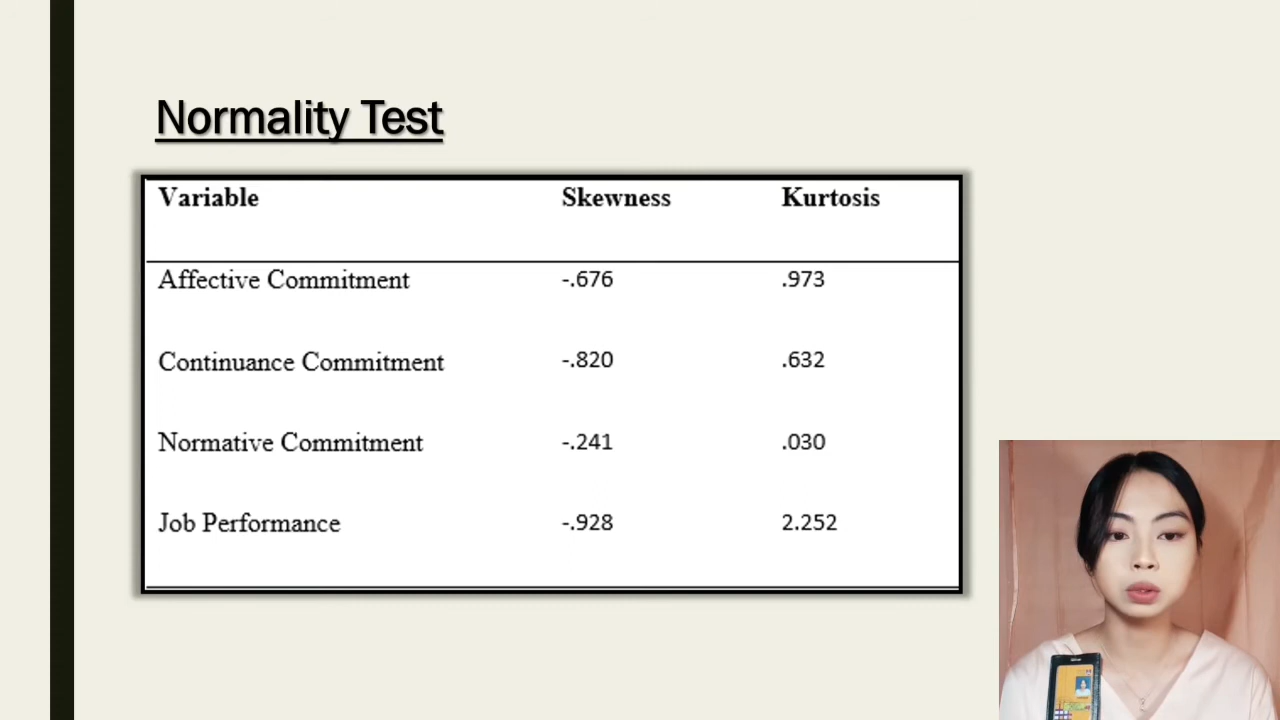 Normality Test
Variable Skewness Kurtosis
Affective Commitment -.676 .973
Continuance Commitment -.820 .632
Normative Commitment -.241 .030
Job Performance -.928 2.252